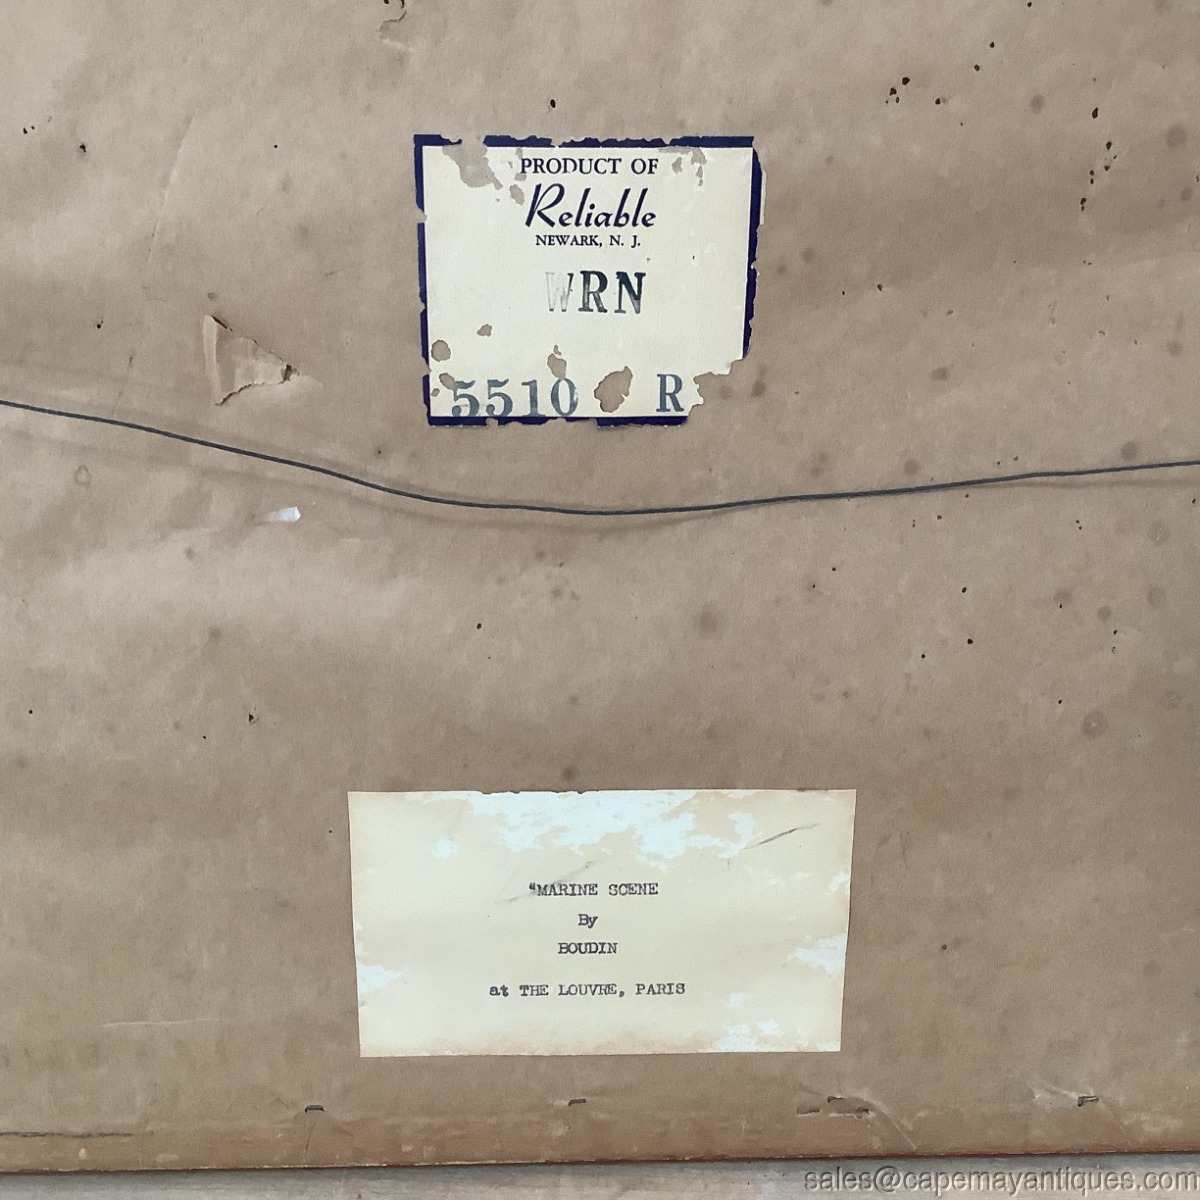 PRODUCT OF
Reliable
NEWARK, N. J.
WRN
5510 R
"MARINE SCENE
By
BOUDIN
at THE LOUVRE, PARIS
sales@capemayantiques.com